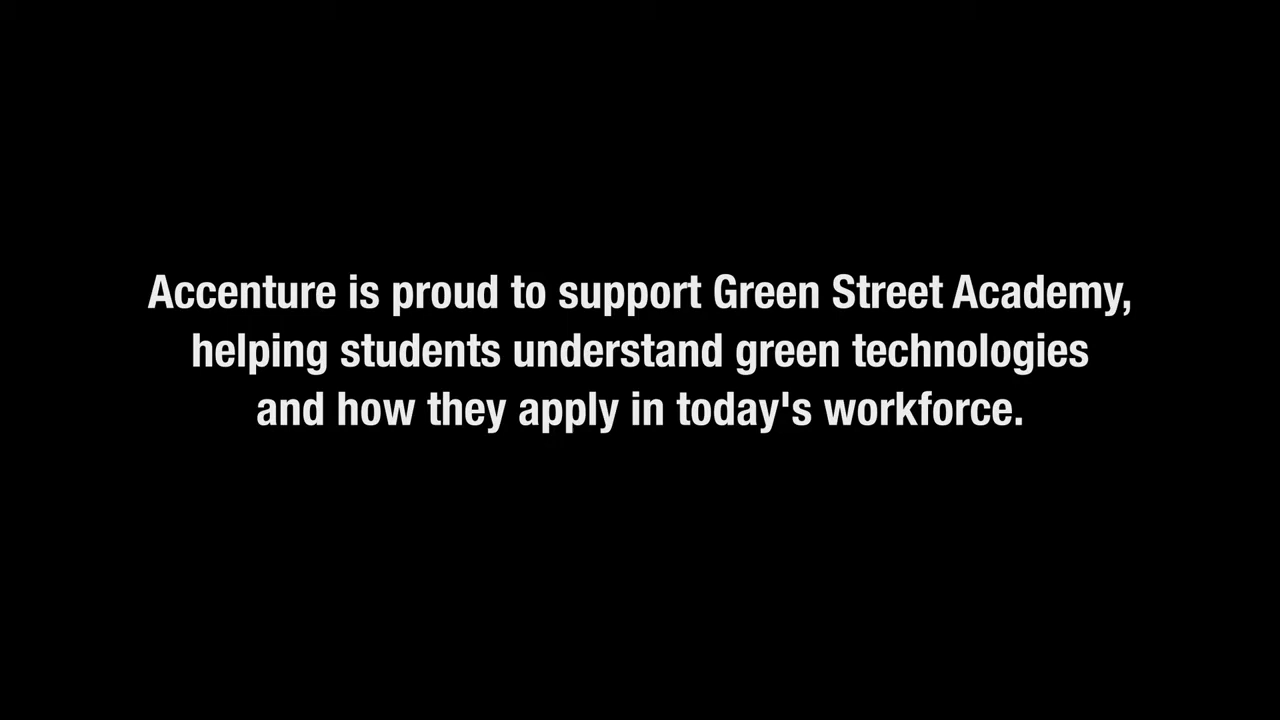 Accenture is proud to support Green Street Academy,
helping students understand green technologies
and how they apply in today's workforce.